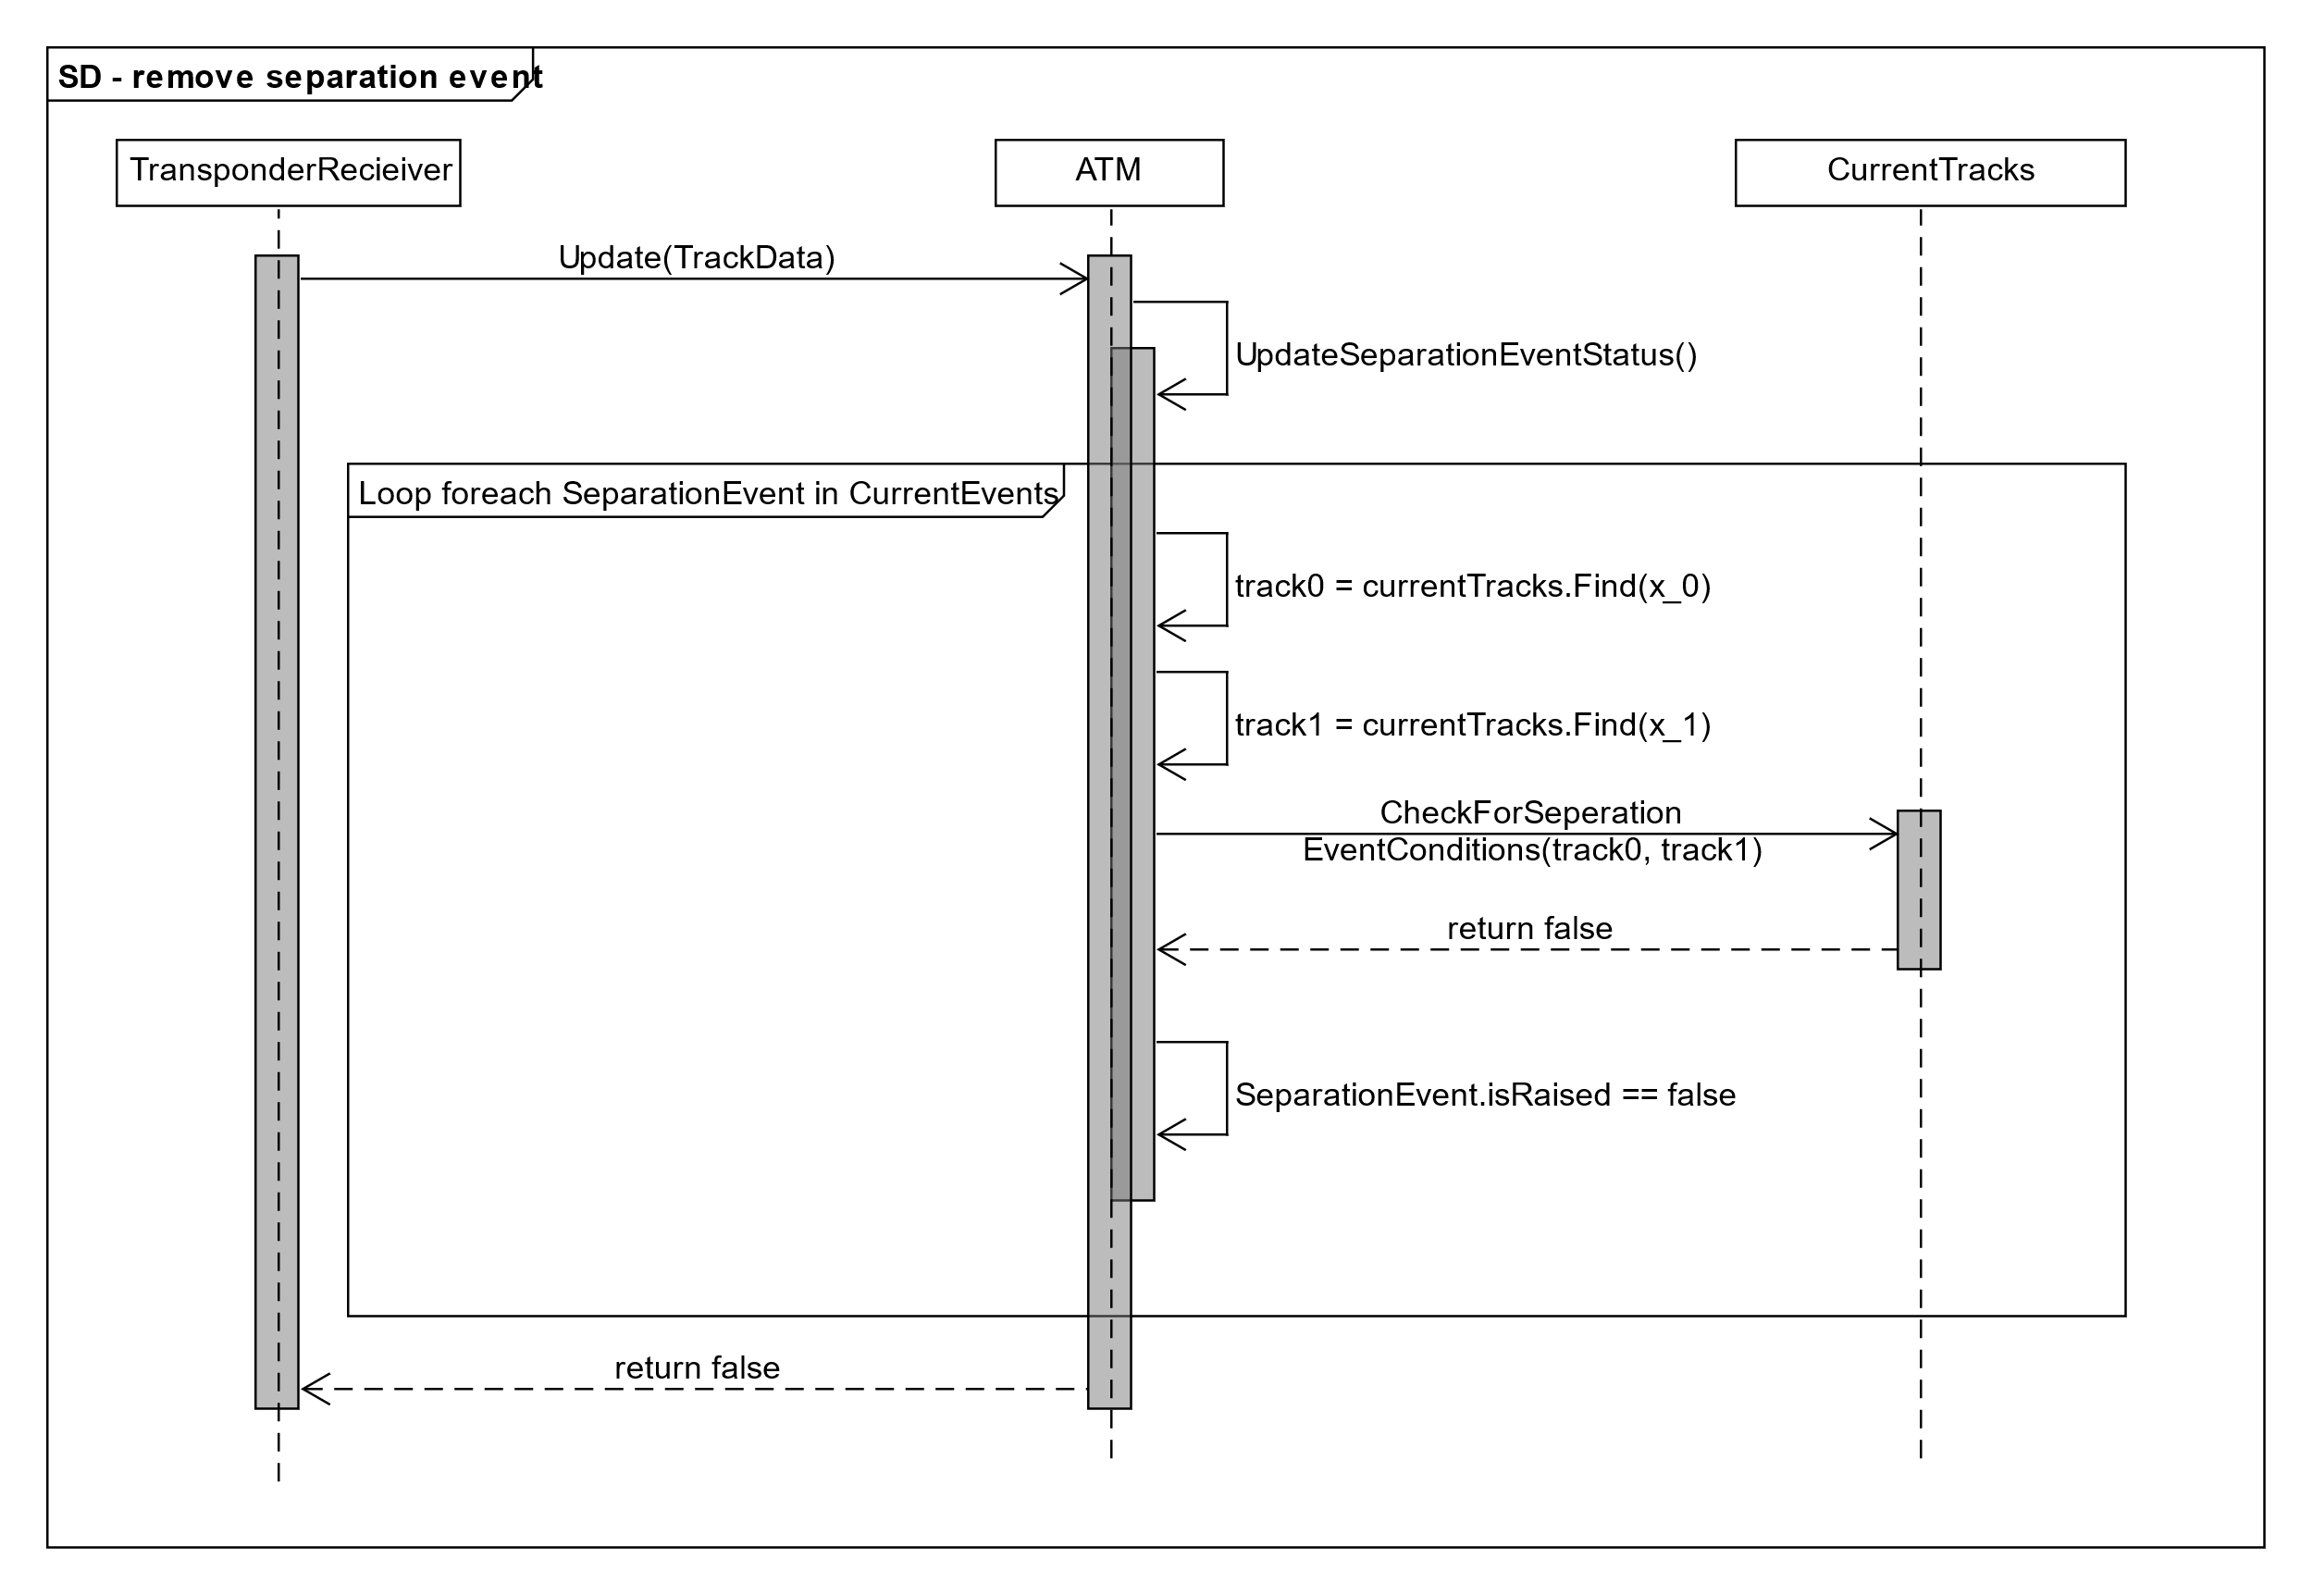 SD - remove separation event
TransponderRecieiver
ATM
CurrentTracks
Update(TrackData)
UpdateSeparationEventStatus()
Loop foreach SeparationEvent in CurrentEvents
track0 = currentTracks.Find(x_0)
track1 = currentTracks.Find(x_1)
CheckForSeperation
EventConditions(track0, track1)
return false
SeparationEvent.isRaised == false
return false